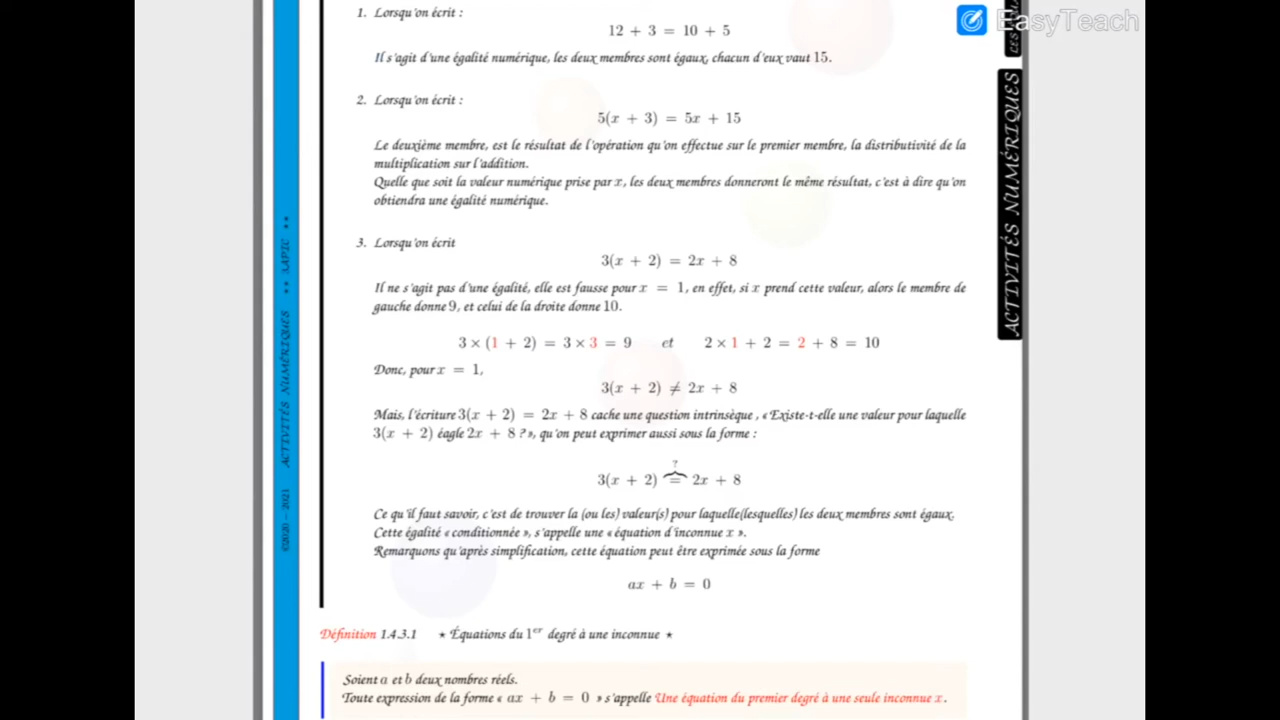 1. Lorsqu'on écrit :
12 + 3 = 10 + 5
Il s'agit d'une égalité numérique, les deux membres sont égaux, chacun d'eux vaut 15.
2. Lorsqu'on écrit :
5(x + 3) = 5x + 15
Le deuxième membre, est le résultat de l'opération qu'on effectue sur le premier membre, la distributivité de la
multiplication sur l'addition.
Quelle que soit la valeur numérique prise par x, les deux membres donneront le même résultat, c'est à dire qu'on
obtiendra une égalité numérique.
3. Lorsqu'on écrit
3(x + 2) = 2x + 8
Il ne s'agit pas d'une égalité, elle est fausse pour x = 1, en effet, si x prend cette valeur, alors le membre de
gauche donne 9, et celui de la droite donne 10.
3 × (1 + 2) = 3 × 3 = 9 et 2 × 1 + 2 = 2 + 8 = 10
Donc, pour x = 1,
3(x + 2) ≠ 2x + 8
Mais, l'écriture 3(x + 2) = 2x + 8 cache une question intrinsèque , « Existe-t-elle une valeur pour laquelle
3(x + 2) éagle 2x + 8 ? », qu'on peut exprimer aussi sous la forme :
?
3(x + 2) = 2x + 8
Ce qu'il faut savoir, c'est de trouver la (ou les) valeur(s) pour laquelle(lesquelles) les deux membres sont égaux.
Cette égalité « conditionnée », s'appelle une « équation d'inconnue x ».
Remarquons qu'après simplification, cette équation peut être exprimée sous la forme
ax + b = 0
Définition 1.4.3.1 ⋆ Équations du 1er degré à une inconnue ⋆
Soient a et b deux nombres réels.
Toute expression de la forme « ax + b = 0 » s'appelle Une équation du premier degré à une seule inconnue x.
©2020 – 2021 ACTIVITÉS NUMÉRIQUES ** 3APIC **
ACTIVITÉS NUMÉRIQUES
EasyTeach